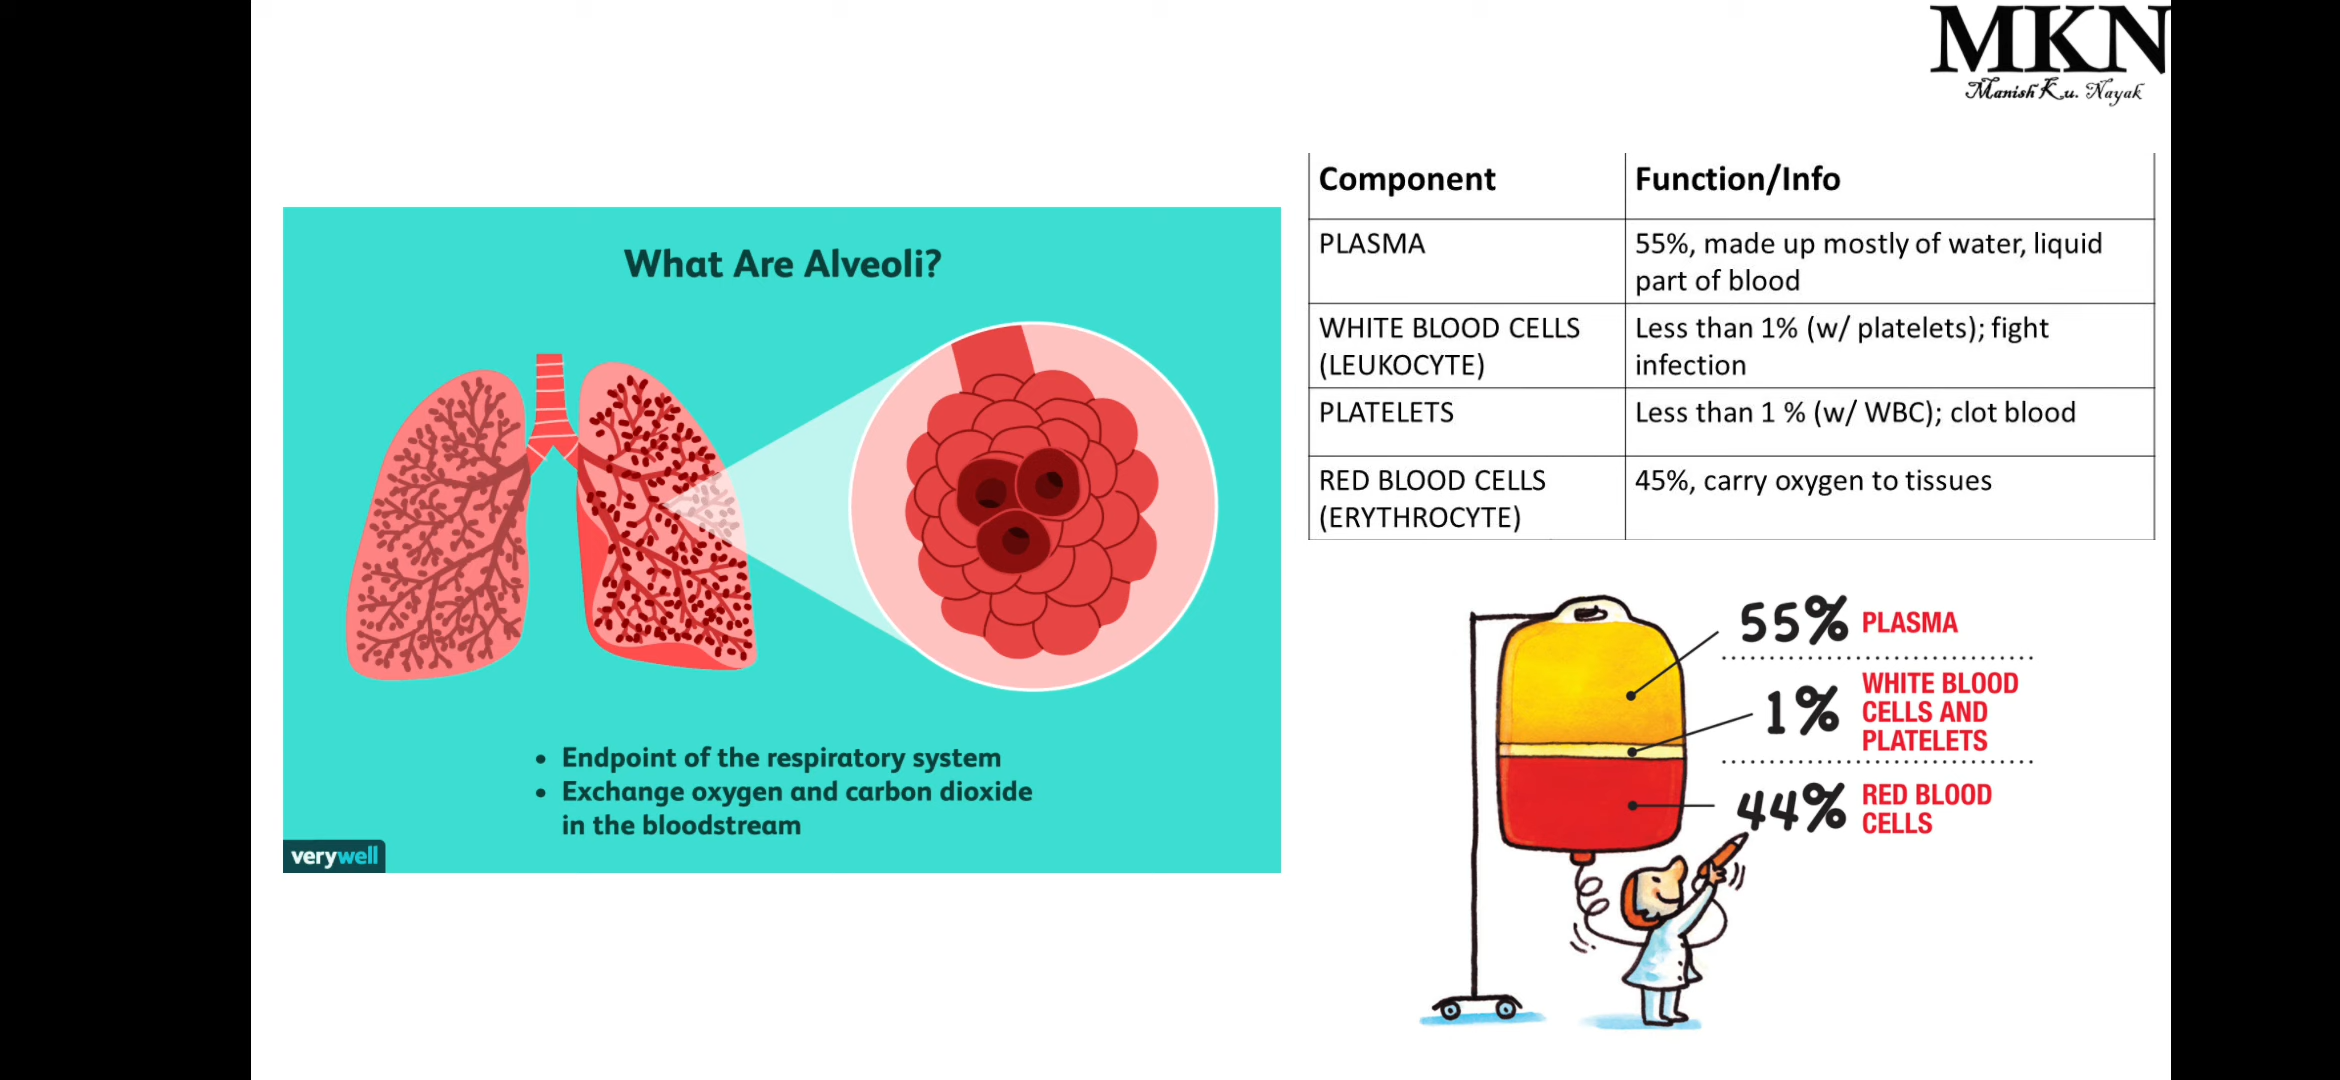 MKN
Manish Ku. Nayak
What Are Alveoli?
• Endpoint of the respiratory system
• Exchange oxygen and carbon dioxide
in the bloodstream
verywell
Component
Function/Info
PLASMA
55%, made up mostly of water, liquid
part of blood
WHITE BLOOD CELLS
(LEUKOCYTE)
Less than 1% (w/ platelets); fight
infection
PLATELETS
Less than 1 % (w/ WBC); clot blood
RED BLOOD CELLS
(ERYTHROCYTE)
45%, carry oxygen to tissues
55% PLASMA
1% WHITE BLOOD
CELLS AND
PLATELETS
44% RED BLOOD
CELLS